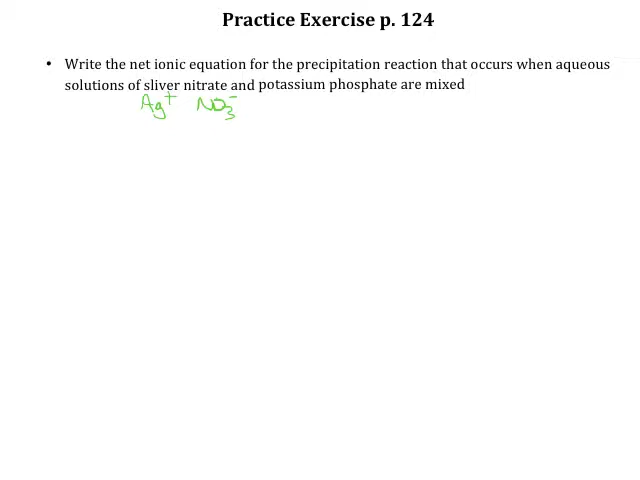 Practice Exercise p. 124
• Write the net ionic equation for the precipitation reaction that occurs when aqueous
solutions of sliver nitrate and potassium phosphate are mixed
Ag⁺ NO₃⁻